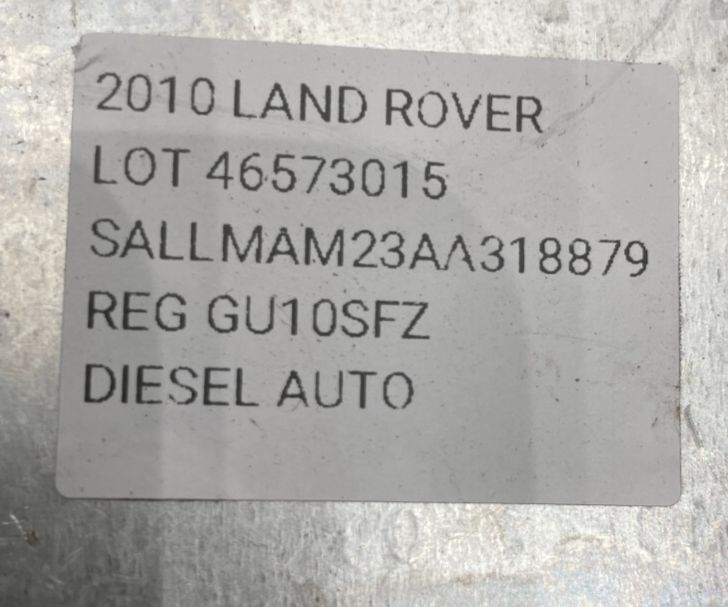 2010 LAND ROVER
LOT 46573015
SALLMAM23AA318879
REG GU10SFZ
DIESEL AUTO